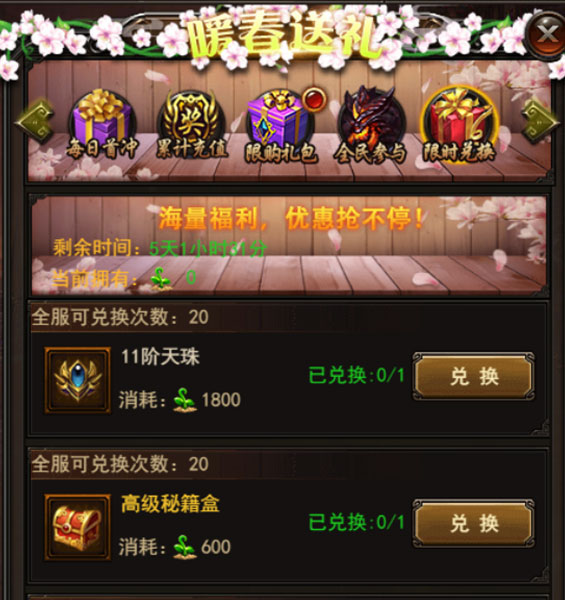 暖春送礼
每日首冲 累计充值 限购礼包 全民参与 限时兑换
海量福利，优惠抢不停！
剩余时间：5天1小时31分
当前拥有： 0
全服可兑换次数：20
11阶天珠
已兑换:0/1 兑 换
消耗： 1800
全服可兑换次数：20
高级秘籍盒
已兑换:0/1 兑 换
消耗： 600